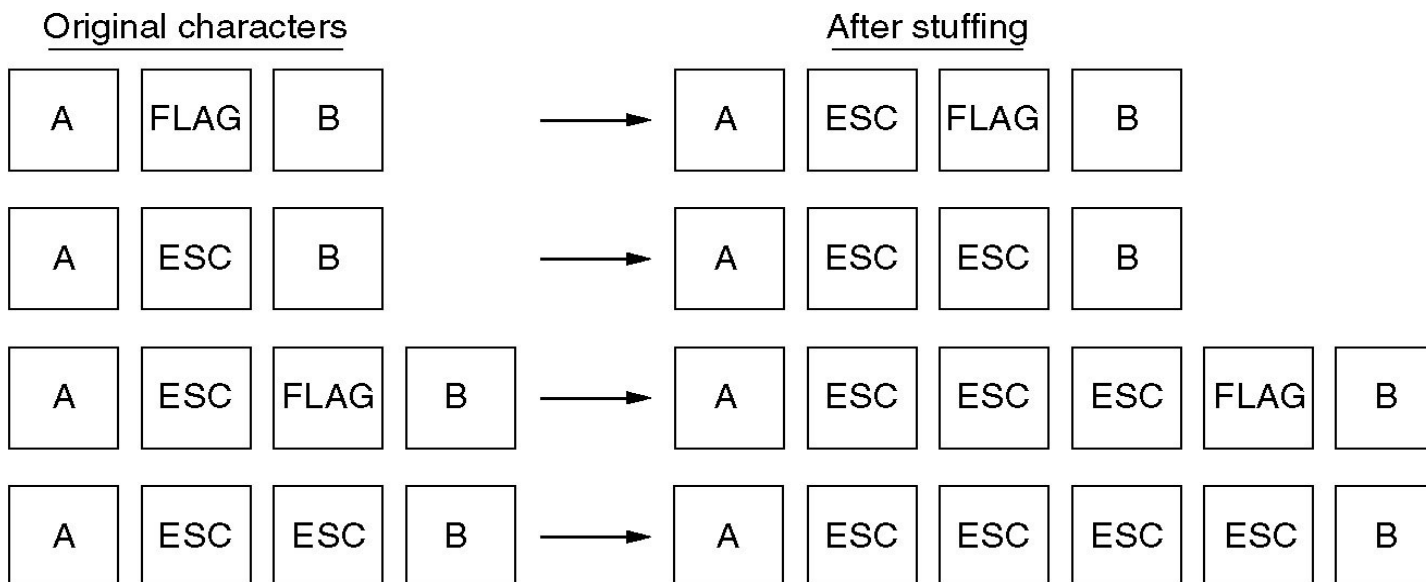 Original characters After stuffing
A FLAG B A ESC FLAG B
A ESC B A ESC ESC B
A ESC FLAG B A ESC ESC ESC FLAG B
A ESC ESC B A ESC ESC ESC ESC B